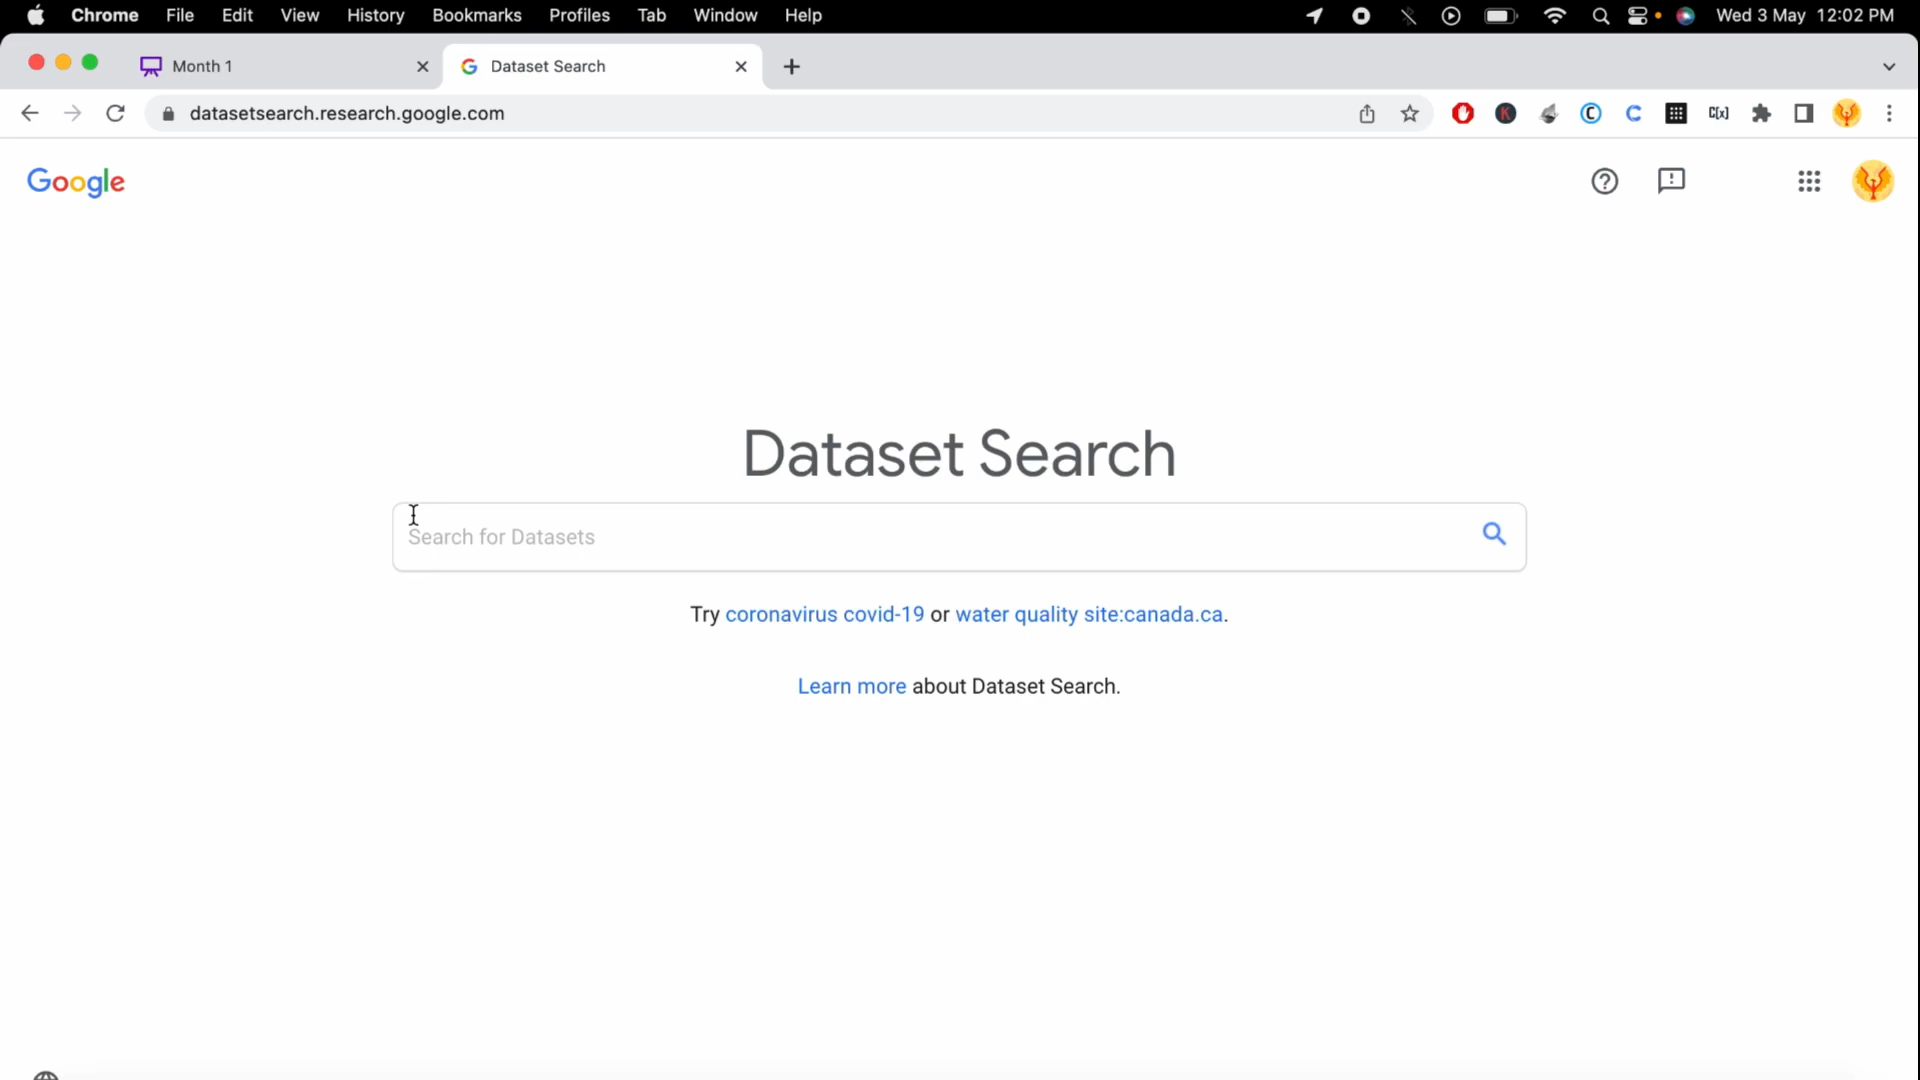 Chrome File Edit View History Bookmarks Profiles Tab Window Help Wed 3 May 12:02 PM
Month 1 Dataset Search
datasetsearch.research.google.com C[x]
Google
Dataset Search
Search for Datasets
Try coronavirus covid-19 or water quality site:canada.ca.
Learn more about Dataset Search.